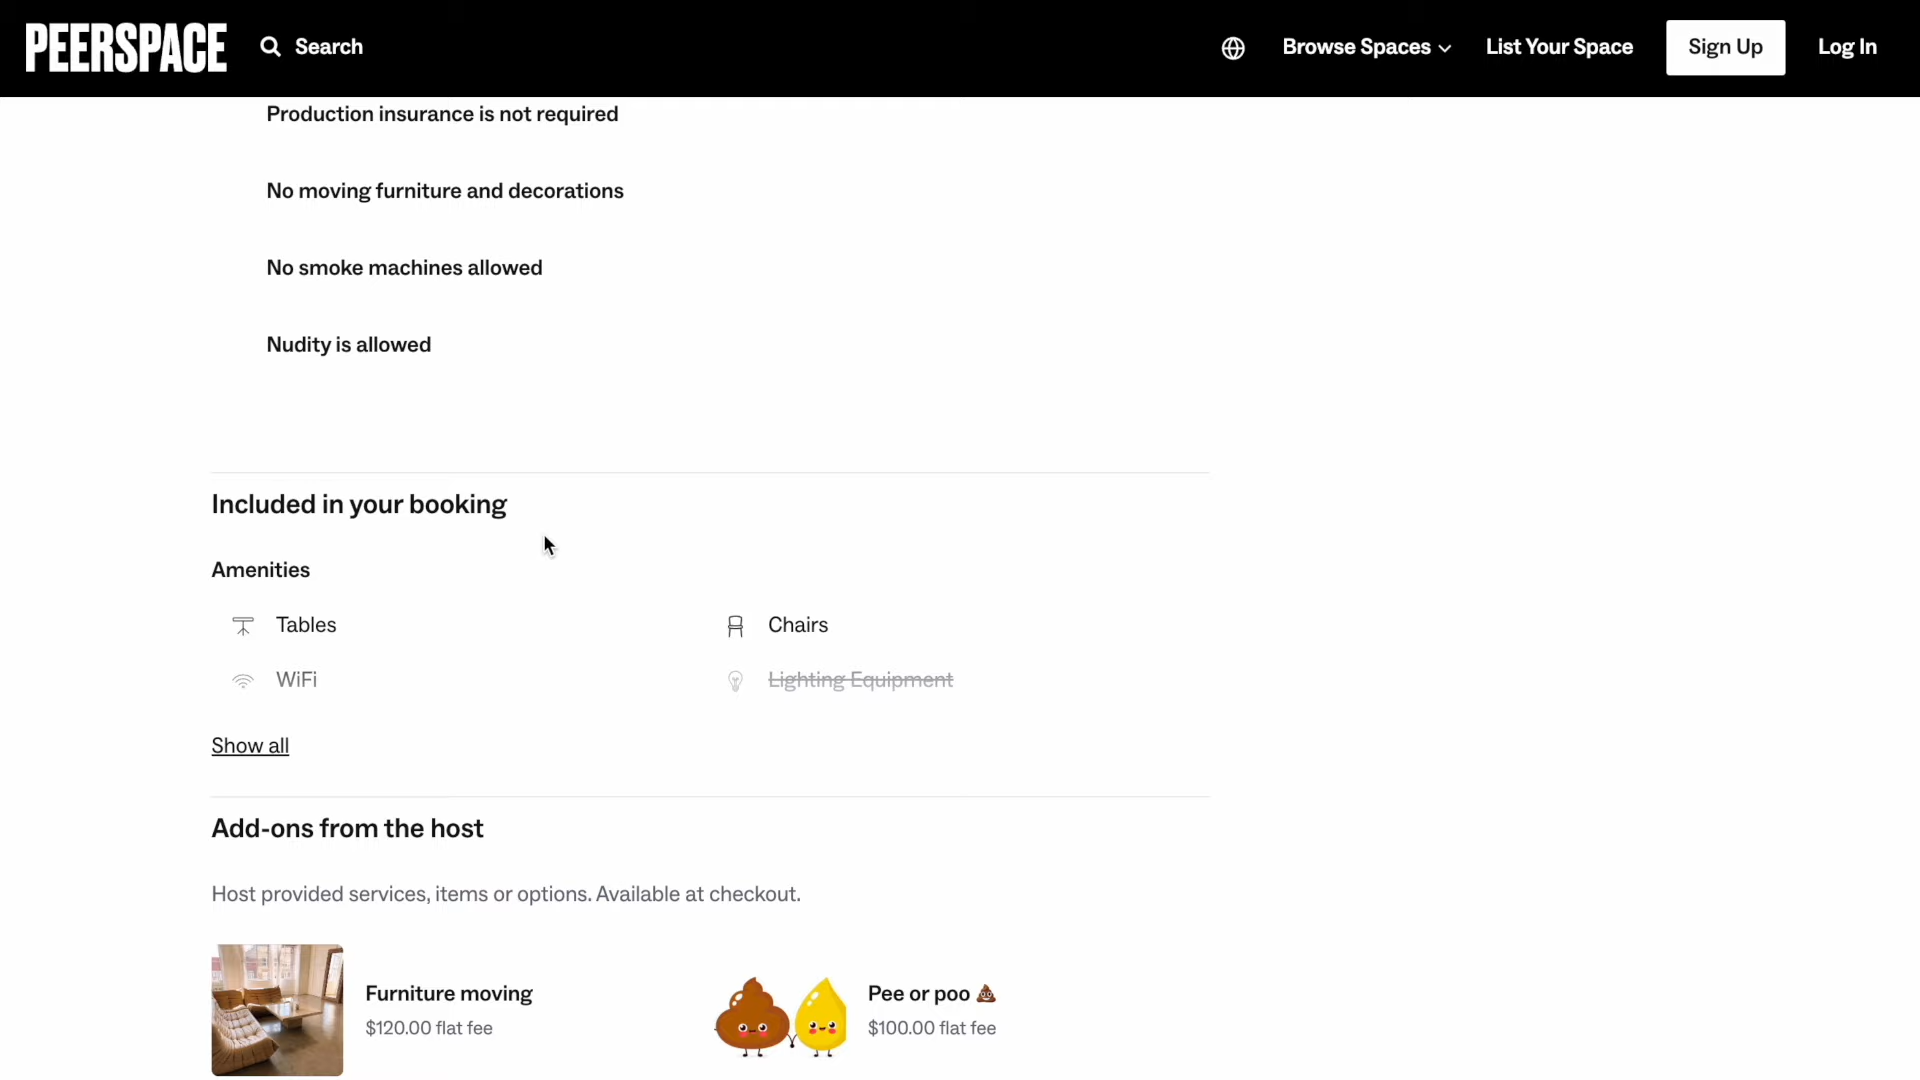 PEERSPACE
Search
Browse Spaces
List Your Space
Sign Up
Log In
Production insurance is not required
No moving furniture and decorations
No smoke machines allowed
Nudity is allowed
Included in your booking
Amenities
Tables
Chairs
WiFi
Lighting Equipment
Show all
Add-ons from the host
Host provided services, items or options. Available at checkout.
Furniture moving
$120.00 flat fee
Pee or poo 💩
$100.00 flat fee